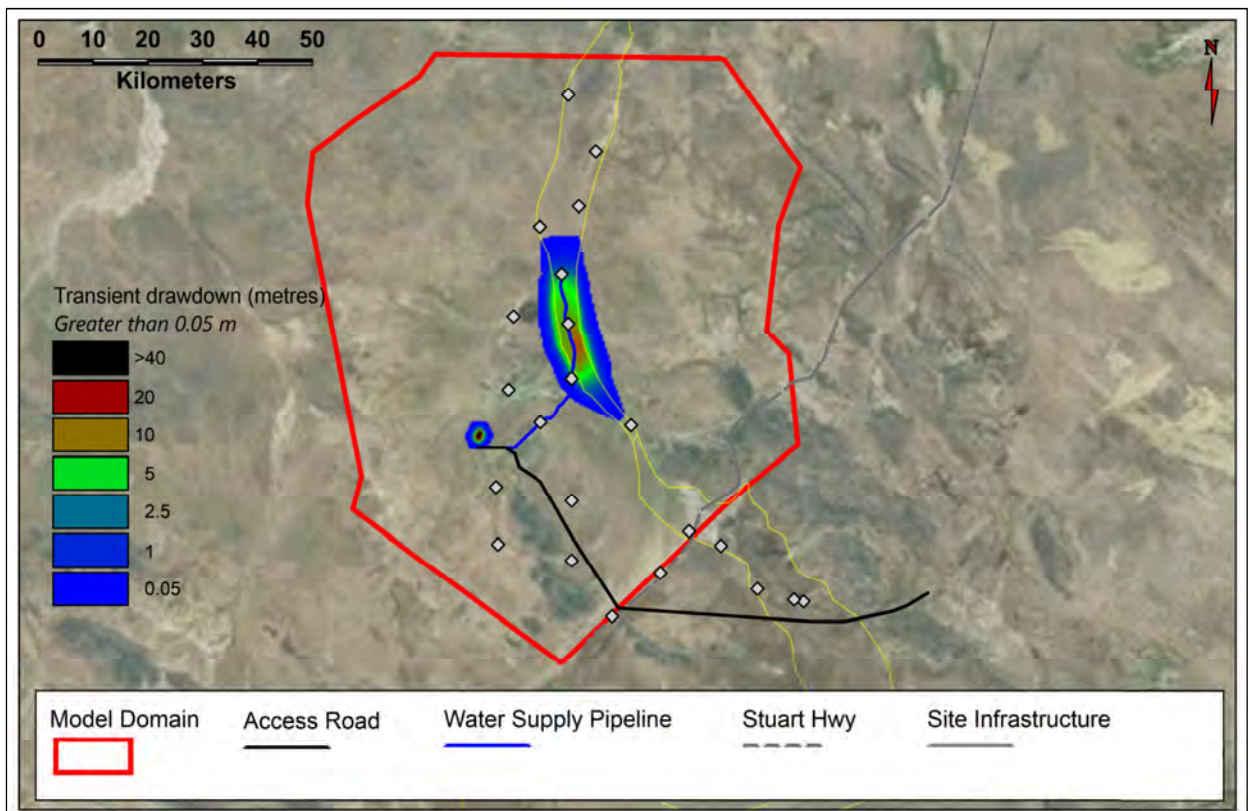 0 10 20 30 40 50
Kilometers
N
Transient drawdown (metres)
Greater than 0.05 m
>40
20
10
5
2.5
1
0.05
Model Domain Access Road Water Supply Pipeline Stuart Hwy Site Infrastructure